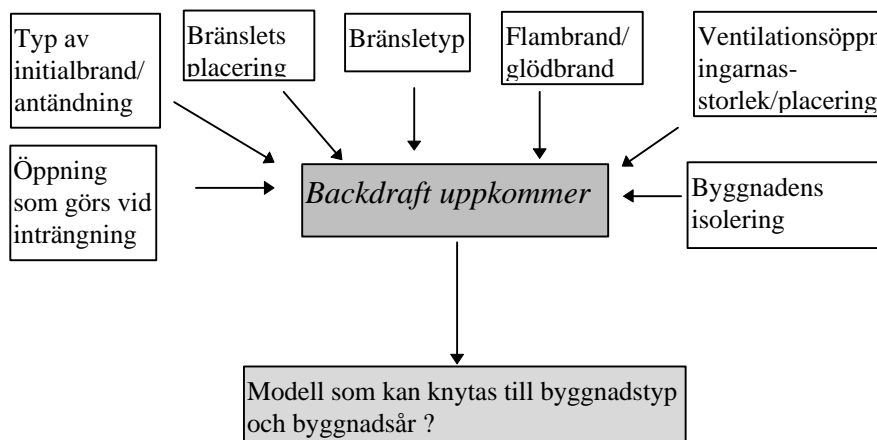 Typ av
initialbrand/
antändning
Bränslets
placering
Bränsletyp
Flambrand/
glödbrand
Ventilationsöppn
ingarnas-
storlek/placering
Öppning
som görs vid
inträngning
Backdraft uppkommer
Byggnadens
isolering
Modell som kan knytas till byggnadstyp
och byggnadsår ?